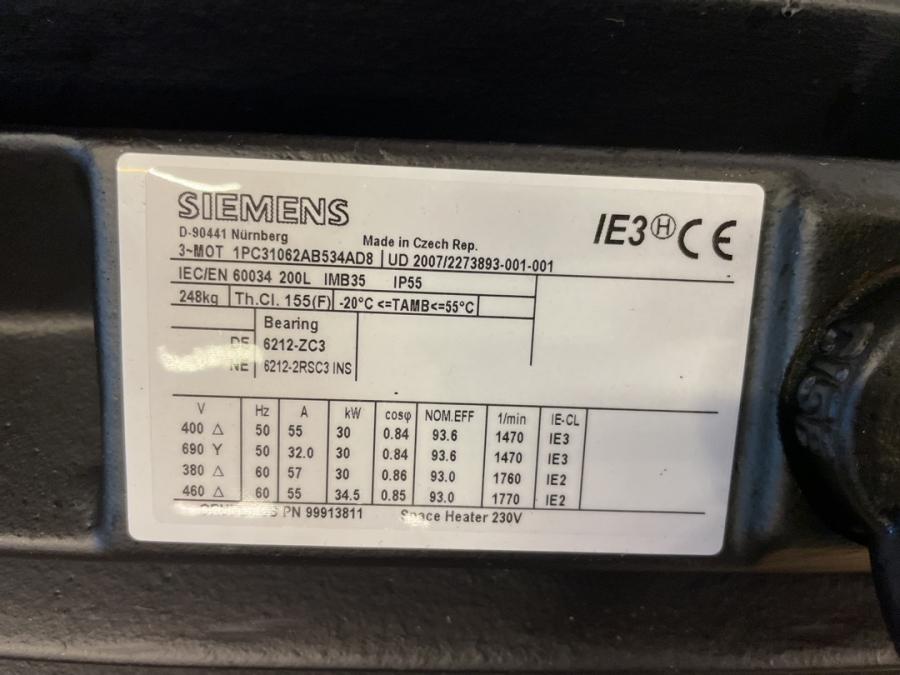 SIEMENS
D-90441 Nürnberg
Made in Czech Rep.
IE3 H CE
3~MOT 1PC31062AB534AD8 UD 2007/2273893-001-001
IEC/EN 60034 200L IMB35 IP55
248kg Th.Cl. 155(F) -20°C <=TAMB<=55°C
Bearing
DE 6212-ZC3
NE 6212-2RSC3 INS
V Hz A kW cosφ NOM.EFF 1/min IE-CL
400 Δ 50 55 30 0.84 93.6 1470 IE3
690 Y 50 32.0 30 0.84 93.6 1470 IE3
380 Δ 60 57 30 0.86 93.0 1760 IE2
460 Δ 60 55 34.5 0.85 93.0 1770 IE2
PN 99913811 Space Heater 230V